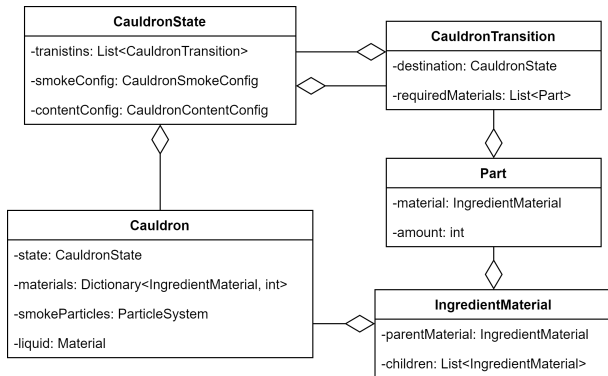 CauldronState
-tranistins: List<CauldronTransition>
-smokeConfig: CauldronSmokeConfig
-contentConfig: CauldronContentConfig
CauldronTransition
-destination: CauldronState
-requiredMaterials: List<Part>
Part
-material: IngredientMaterial
-amount: int
Cauldron
-state: CauldronState
-materials: Dictionary<IngredientMaterial, int>
-smokeParticles: ParticleSystem
-liquid: Material
IngredientMaterial
-parentMaterial: IngredientMaterial
-children: List<IngredientMaterial>